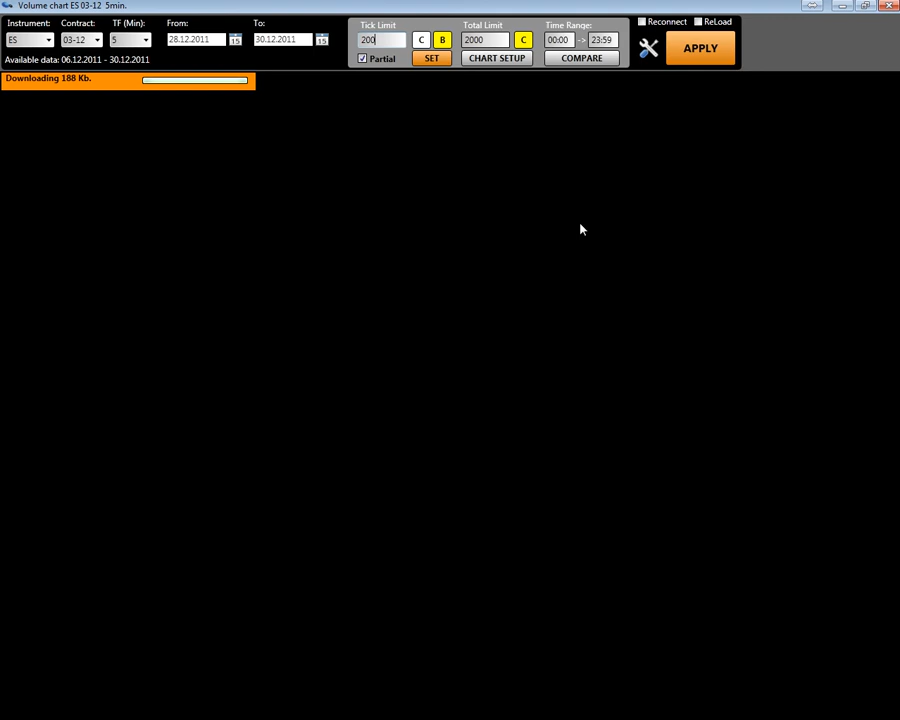 Volume chart ES 03-12 5min.
Instrument: Contract: TF (Min): From: To: Tick Limit Total Limit Time Range: Reconnect ReLoad
ES 03-12 5 28.12.2011 15 30.12.2011 15 200 C B 2000 C 00:00 -> 23:59 APPLY
Available data: 06.12.2011 - 30.12.2011 Partial SET CHART SETUP COMPARE
Downloading 188 Kb.